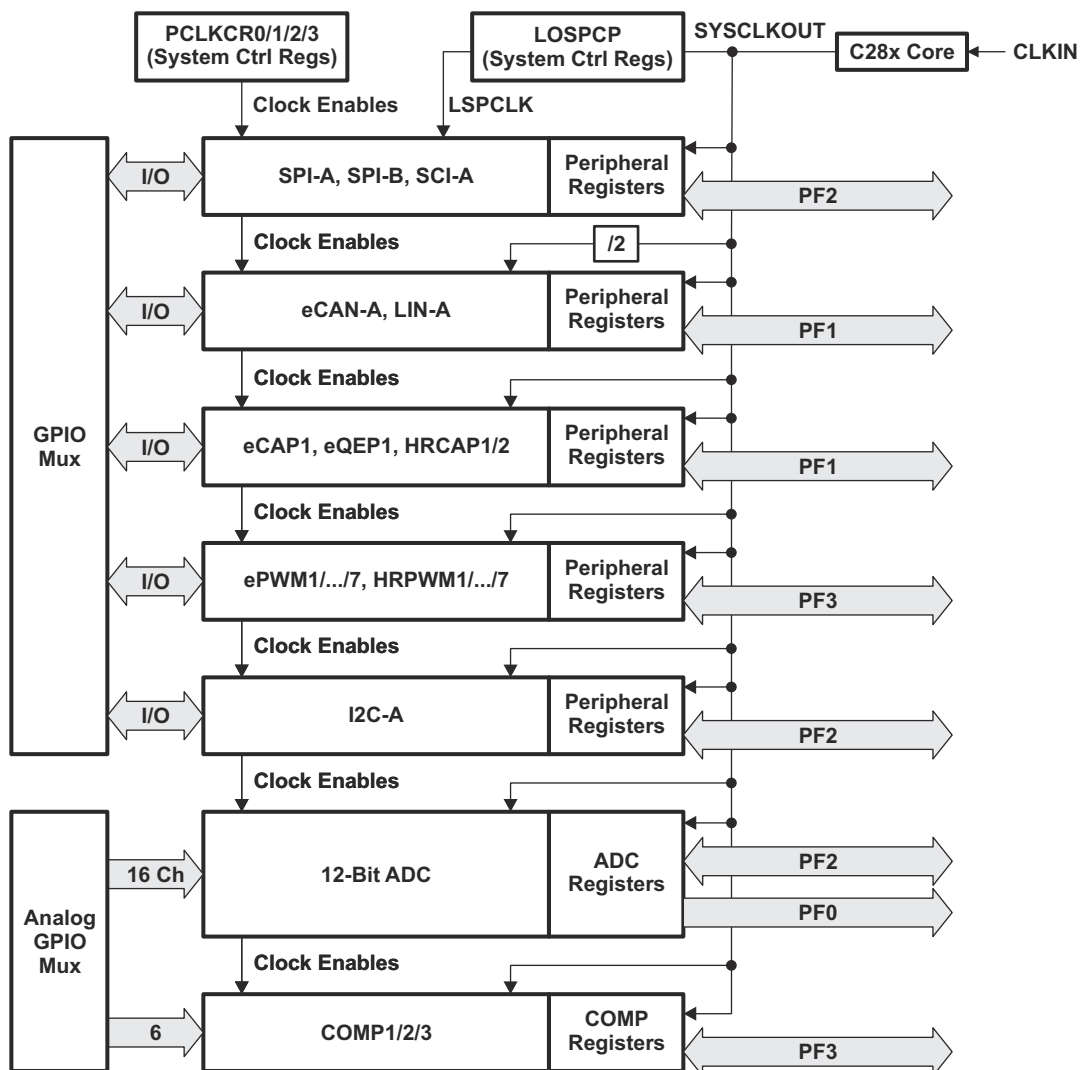 PCLKCR0/1/2/3
(System Ctrl Regs)
LOSPCP
(System Ctrl Regs)
SYSCLKOUT
C28x Core
CLKIN
Clock Enables
LSPCLK
I/O
SPI-A, SPI-B, SCI-A
Peripheral
Registers
PF2
Clock Enables
/2
I/O
eCAN-A, LIN-A
Peripheral
Registers
PF1
Clock Enables
GPIO
Mux
I/O
eCAP1, eQEP1, HRCAP1/2
Peripheral
Registers
PF1
Clock Enables
I/O
ePWM1/.../7, HRPWM1/.../7
Peripheral
Registers
PF3
Clock Enables
I/O
I2C-A
Peripheral
Registers
PF2
Clock Enables
Analog
GPIO
Mux
16 Ch
12-Bit ADC
ADC
Registers
PF2
PF0
Clock Enables
6
COMP1/2/3
COMP
Registers
PF3